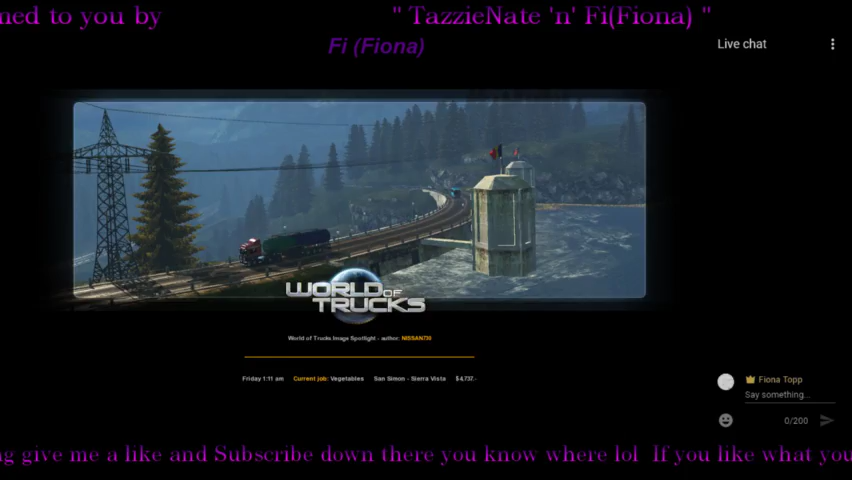 ned to you by " TazzieNate 'n' Fi(Fiona) "
Fi (Fiona)
Live chat
WORLD OF TRUCKS
World of Trucks Image Spotlight - author: NISSAN730
Friday 1:11 am Current job: Vegetables San Simon - Sierra Vista $4,737.-
Fiona Topp
Say something...
0/200
g give me a like and Subscribe down there you know where lol If you like what you